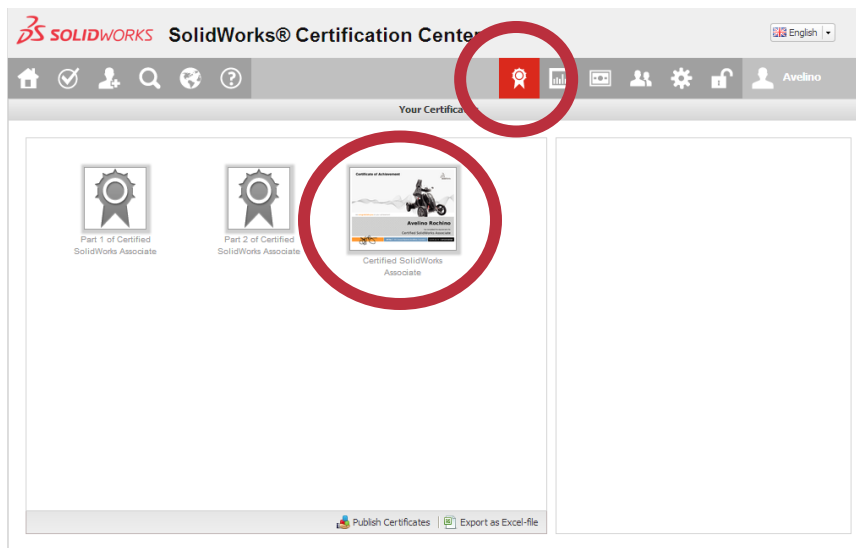 SOLIDWORKS SolidWorks® Certification Center
English
Avelino
Your Certificates
Certificate of Achievement
Avelino Rochino
Certified SolidWorks Associate
Part 1 of Certified
SolidWorks Associate
Part 2 of Certified
SolidWorks Associate
Certified SolidWorks
Associate
Publish Certificates
Export as Excel-file